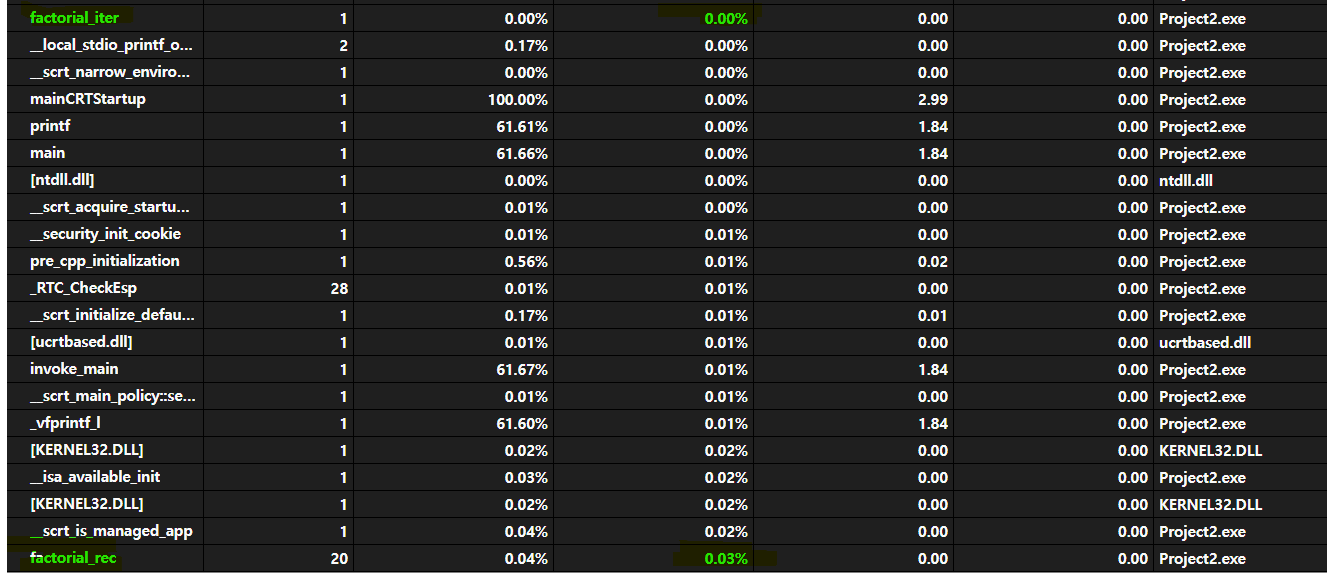 factorial_iter 1 0.00% 0.00% 0.00 0.00 Project2.exe
__local_stdio_printf_o... 2 0.17% 0.00% 0.00 0.00 Project2.exe
__scrt_narrow_enviro... 1 0.00% 0.00% 0.00 0.00 Project2.exe
mainCRTStartup 1 100.00% 0.00% 2.99 0.00 Project2.exe
printf 1 61.61% 0.00% 1.84 0.00 Project2.exe
main 1 61.66% 0.00% 1.84 0.00 Project2.exe
[ntdll.dll] 1 0.00% 0.00% 0.00 0.00 ntdll.dll
__scrt_acquire_startu... 1 0.01% 0.00% 0.00 0.00 Project2.exe
__security_init_cookie 1 0.01% 0.01% 0.00 0.00 Project2.exe
pre_cpp_initialization 1 0.56% 0.01% 0.02 0.00 Project2.exe
_RTC_CheckEsp 28 0.01% 0.01% 0.00 0.00 Project2.exe
__scrt_initialize_defau... 1 0.17% 0.01% 0.01 0.00 Project2.exe
[ucrtbased.dll] 1 0.01% 0.01% 0.00 0.00 ucrtbased.dll
invoke_main 1 61.67% 0.01% 1.84 0.00 Project2.exe
__scrt_main_policy::se... 1 0.01% 0.01% 0.00 0.00 Project2.exe
_vfprintf_l 1 61.60% 0.01% 1.84 0.00 Project2.exe
[KERNEL32.DLL] 1 0.02% 0.02% 0.00 0.00 KERNEL32.DLL
__isa_available_init 1 0.03% 0.02% 0.00 0.00 Project2.exe
[KERNEL32.DLL] 1 0.02% 0.02% 0.00 0.00 KERNEL32.DLL
__scrt_is_managed_app 1 0.04% 0.02% 0.00 0.00 Project2.exe
factorial_rec 20 0.04% 0.03% 0.00 0.00 Project2.exe